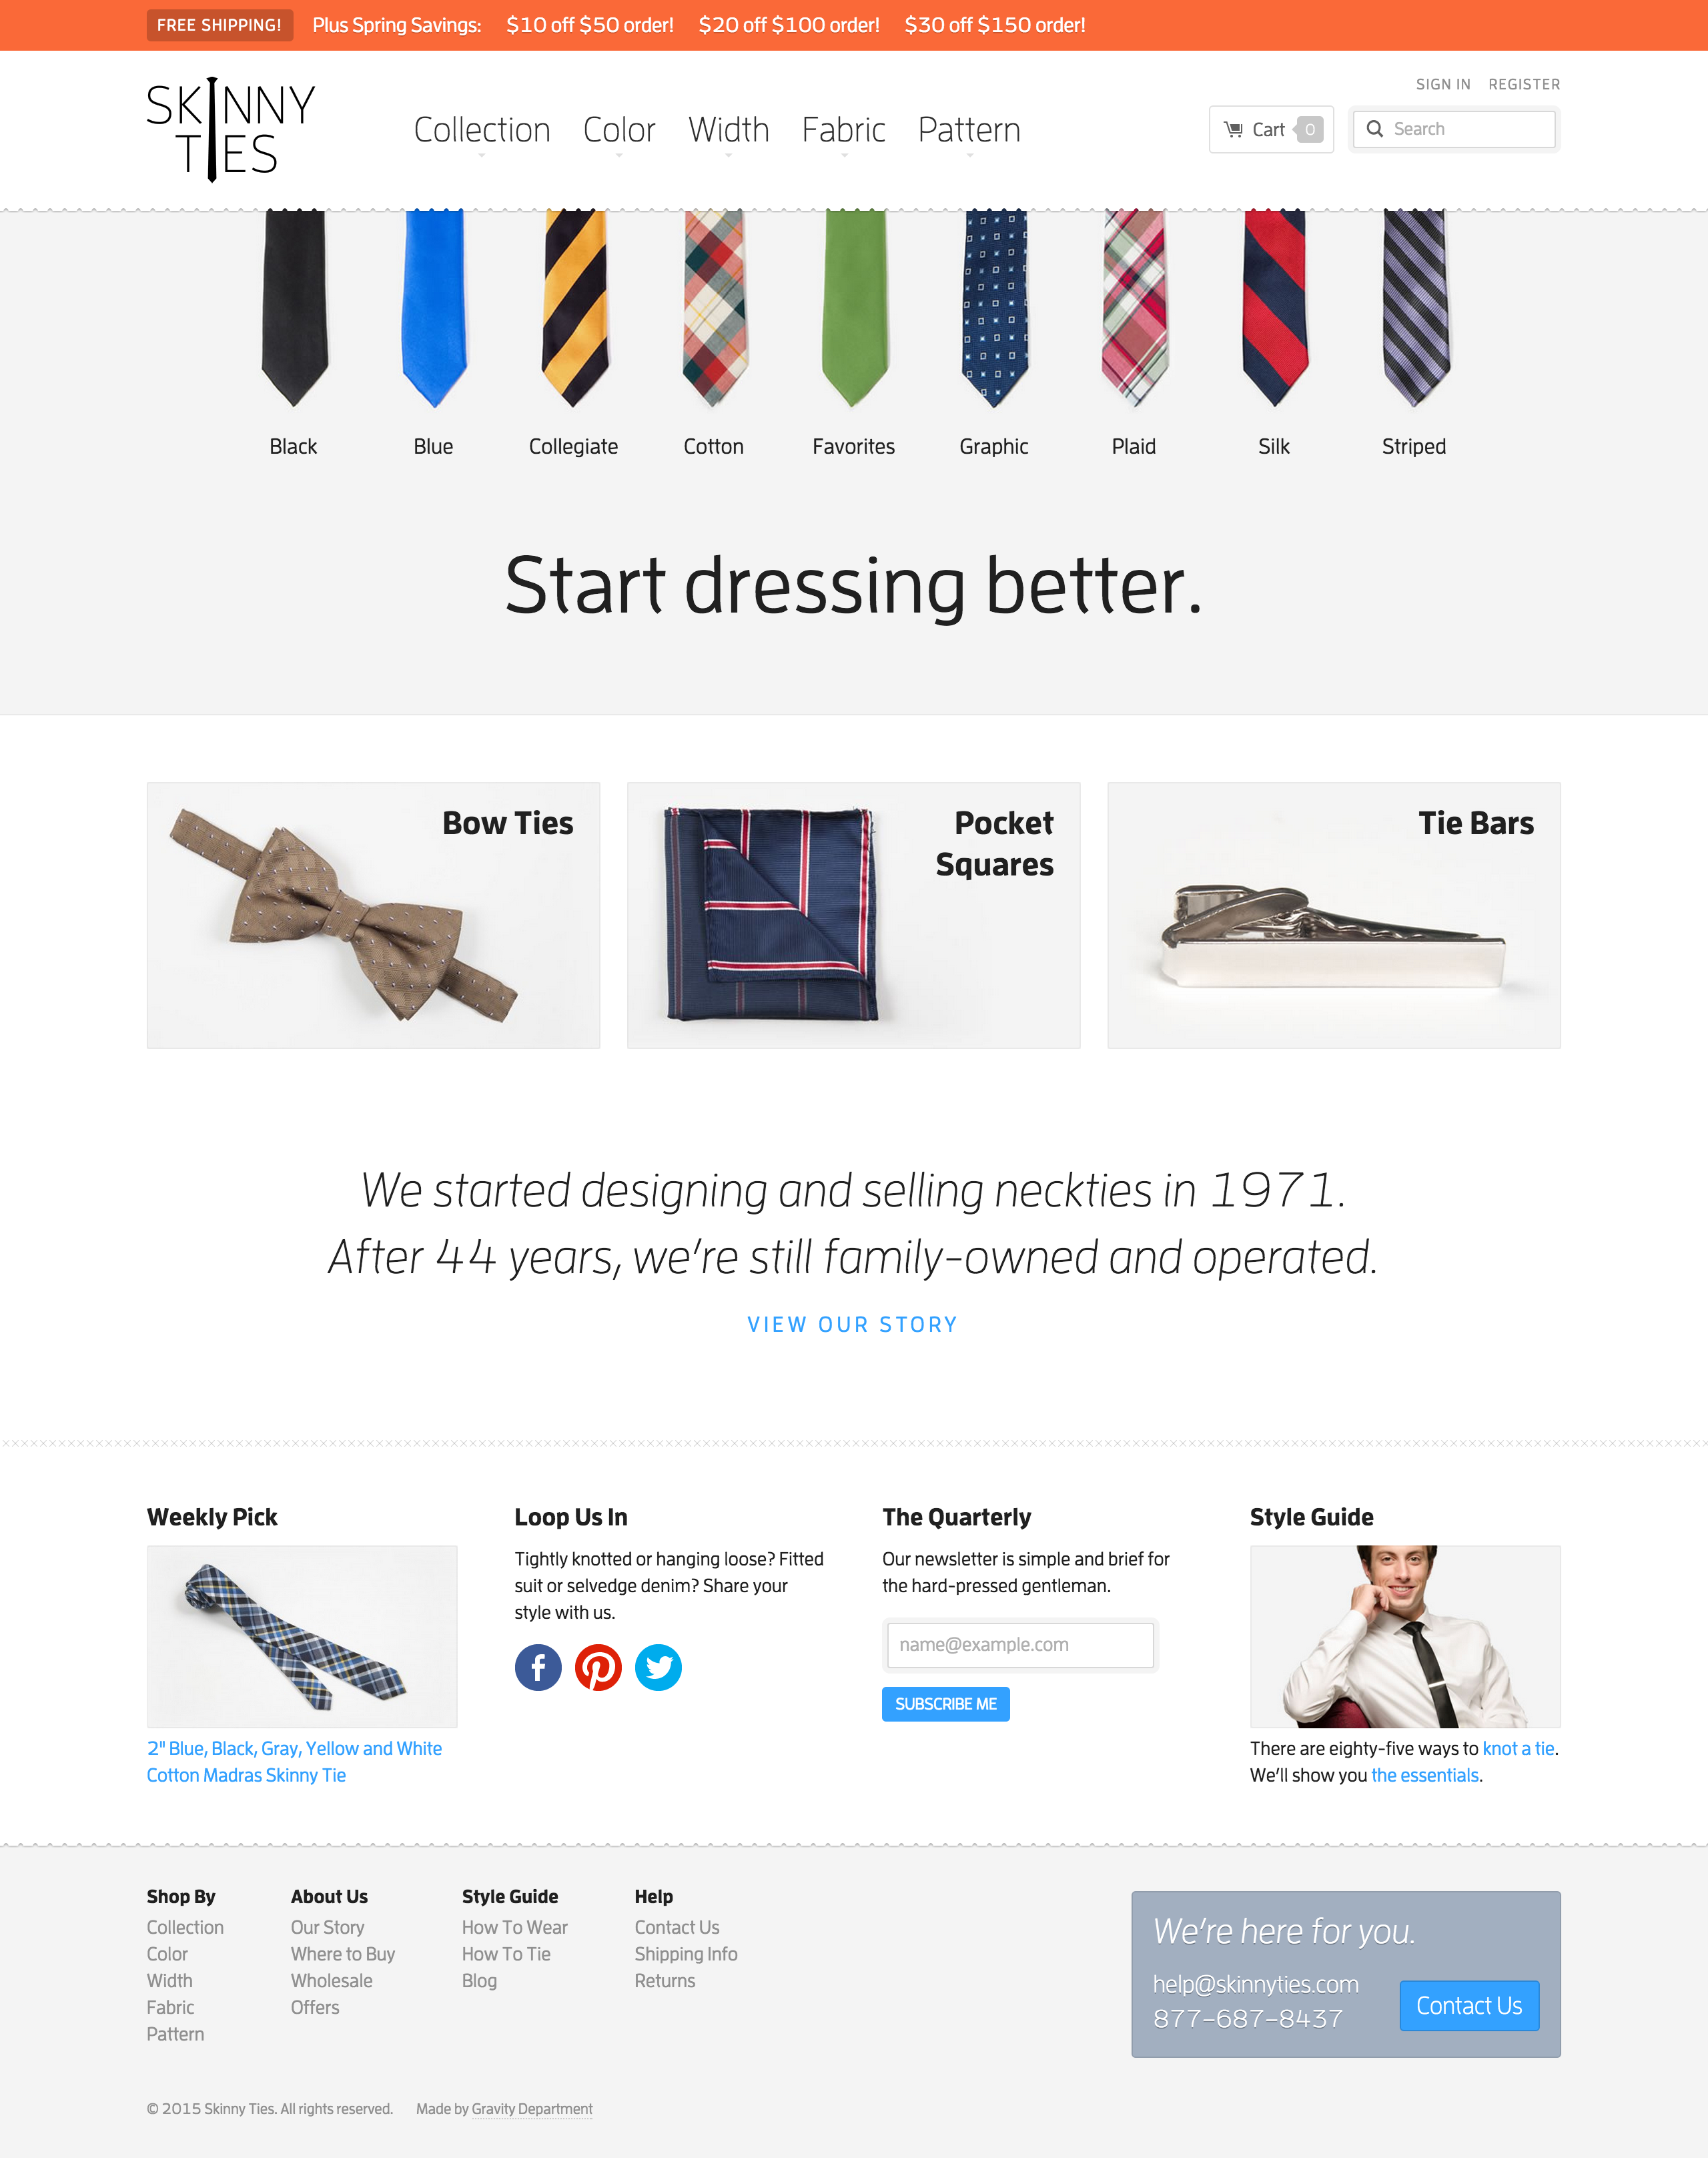 FREE SHIPPING! Plus Spring Savings: $10 off $50 order! $20 off $100 order! $30 off $150 order!
SIGN IN REGISTER
SKINNY
TIES
Collection Color Width Fabric Pattern
Cart 0 Search
Black Blue Collegiate Cotton Favorites Graphic Plaid Silk Striped
Start dressing better.
Bow Ties
Pocket
Squares
Tie Bars
We started designing and selling neckties in 1971.
After 44 years, we're still family-owned and operated.
VIEW OUR STORY
Weekly Pick
2" Blue, Black, Gray, Yellow and White
Cotton Madras Skinny Tie
Loop Us In
Tightly knotted or hanging loose? Fitted
suit or selvedge denim? Share your
style with us.
The Quarterly
Our newsletter is simple and brief for
the hard-pressed gentleman.
name@example.com
SUBSCRIBE ME
Style Guide
There are eighty-five ways to knot a tie.
We'll show you the essentials.
Shop By
Collection
Color
Width
Fabric
Pattern
About Us
Our Story
Where to Buy
Wholesale
Offers
Style Guide
How To Wear
How To Tie
Blog
Help
Contact Us
Shipping Info
Returns
We're here for you.
help@skinnyties.com
877-687-8437
Contact Us
© 2015 Skinny Ties. All rights reserved. Made by Gravity Department